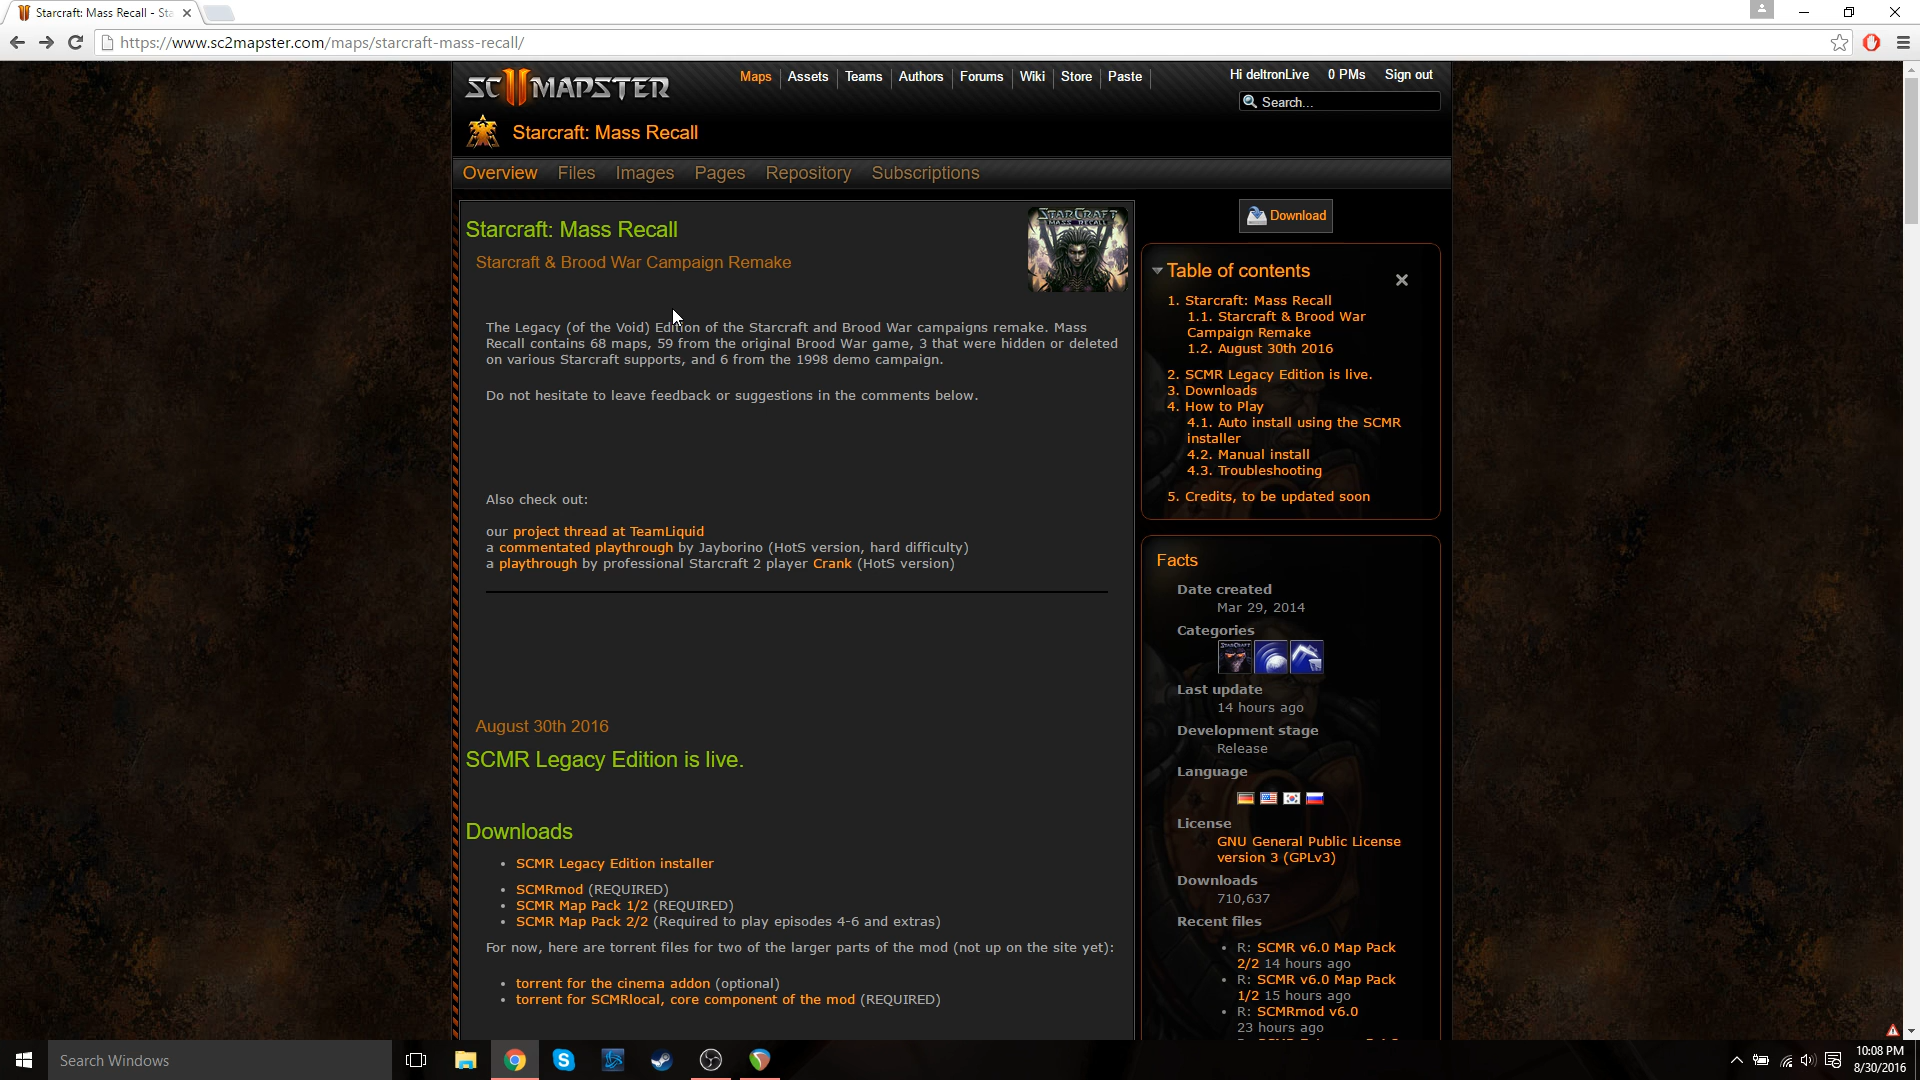 Starcraft: Mass Recall - Sta
https://www.sc2mapster.com/maps/starcraft-mass-recall/
SC II MAPSTER
Maps
Assets
Teams
Authors
Forums
Wiki
Store
Paste
Hi deltronLive
0 PMs
Sign out
Search...
Starcraft: Mass Recall
Overview
Files
Images
Pages
Repository
Subscriptions
Starcraft: Mass Recall
Starcraft & Brood War Campaign Remake
STARCRAFT
MASS RECALL
The Legacy (of the Void) Edition of the Starcraft and Brood War campaigns remake. Mass
Recall contains 68 maps, 59 from the original Brood War game, 3 that were hidden or deleted
on various Starcraft supports, and 6 from the 1998 demo campaign.
Do not hesitate to leave feedback or suggestions in the comments below.
Also check out:
our project thread at TeamLiquid
a commentated playthrough by Jayborino (HotS version, hard difficulty)
a playthrough by professional Starcraft 2 player Crank (HotS version)
August 30th 2016
SCMR Legacy Edition is live.
Downloads
• SCMR Legacy Edition installer
• SCMRmod (REQUIRED)
• SCMR Map Pack 1/2 (REQUIRED)
• SCMR Map Pack 2/2 (Required to play episodes 4-6 and extras)
For now, here are torrent files for two of the larger parts of the mod (not up on the site yet):
• torrent for the cinema addon (optional)
• torrent for SCMRlocal, core component of the mod (REQUIRED)
Download
Table of contents
1. Starcraft: Mass Recall
1.1. Starcraft & Brood War
Campaign Remake
1.2. August 30th 2016
2. SCMR Legacy Edition is live.
3. Downloads
4. How to Play
4.1. Auto install using the SCMR
installer
4.2. Manual install
4.3. Troubleshooting
5. Credits, to be updated soon
Facts
Date created
Mar 29, 2014
Categories
STARCRAFT
Last update
14 hours ago
Development stage
Release
Language
License
GNU General Public License
version 3 (GPLv3)
Downloads
710,637
Recent files
• R: SCMR v6.0 Map Pack
2/2 14 hours ago
• R: SCMR v6.0 Map Pack
1/2 15 hours ago
• R: SCMRmod v6.0
23 hours ago
Search Windows
10:08 PM
8/30/2016